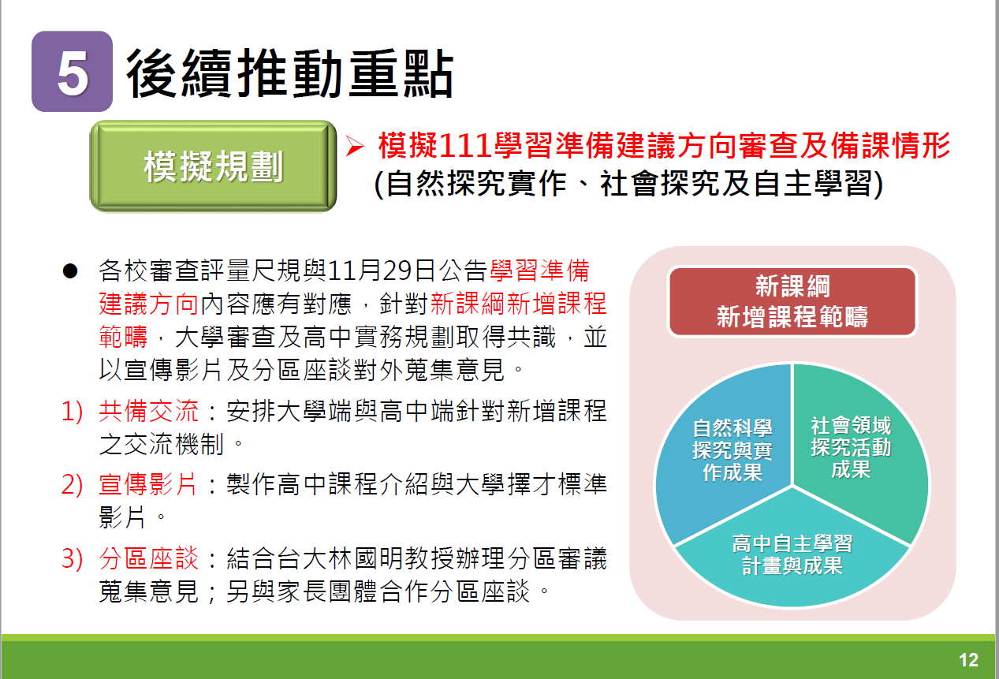 5 後續推動重點
模擬規劃
模擬111學習準備建議方向審查及備課情形
(自然探究實作、社會探究及自主學習)
各校審查評量尺規與11月29日公告學習準備
建議方向內容應有對應，針對新課綱新增課程
範疇，大學審查及高中實務規劃取得共識，並
以宣傳影片及分區座談對外蒐集意見。
1) 共備交流：安排大學端與高中端針對新增課程
之交流機制。
2) 宣傳影片：製作高中課程介紹與大學擇才標準
影片。
3) 分區座談：結合台大林國明教授辦理分區審議
蒐集意見；另與家長團體合作分區座談。
新課綱
新增課程範疇
自然科學
探究與實
作成果
社會領域
探究活動
成果
高中自主學習
計畫與成果
12